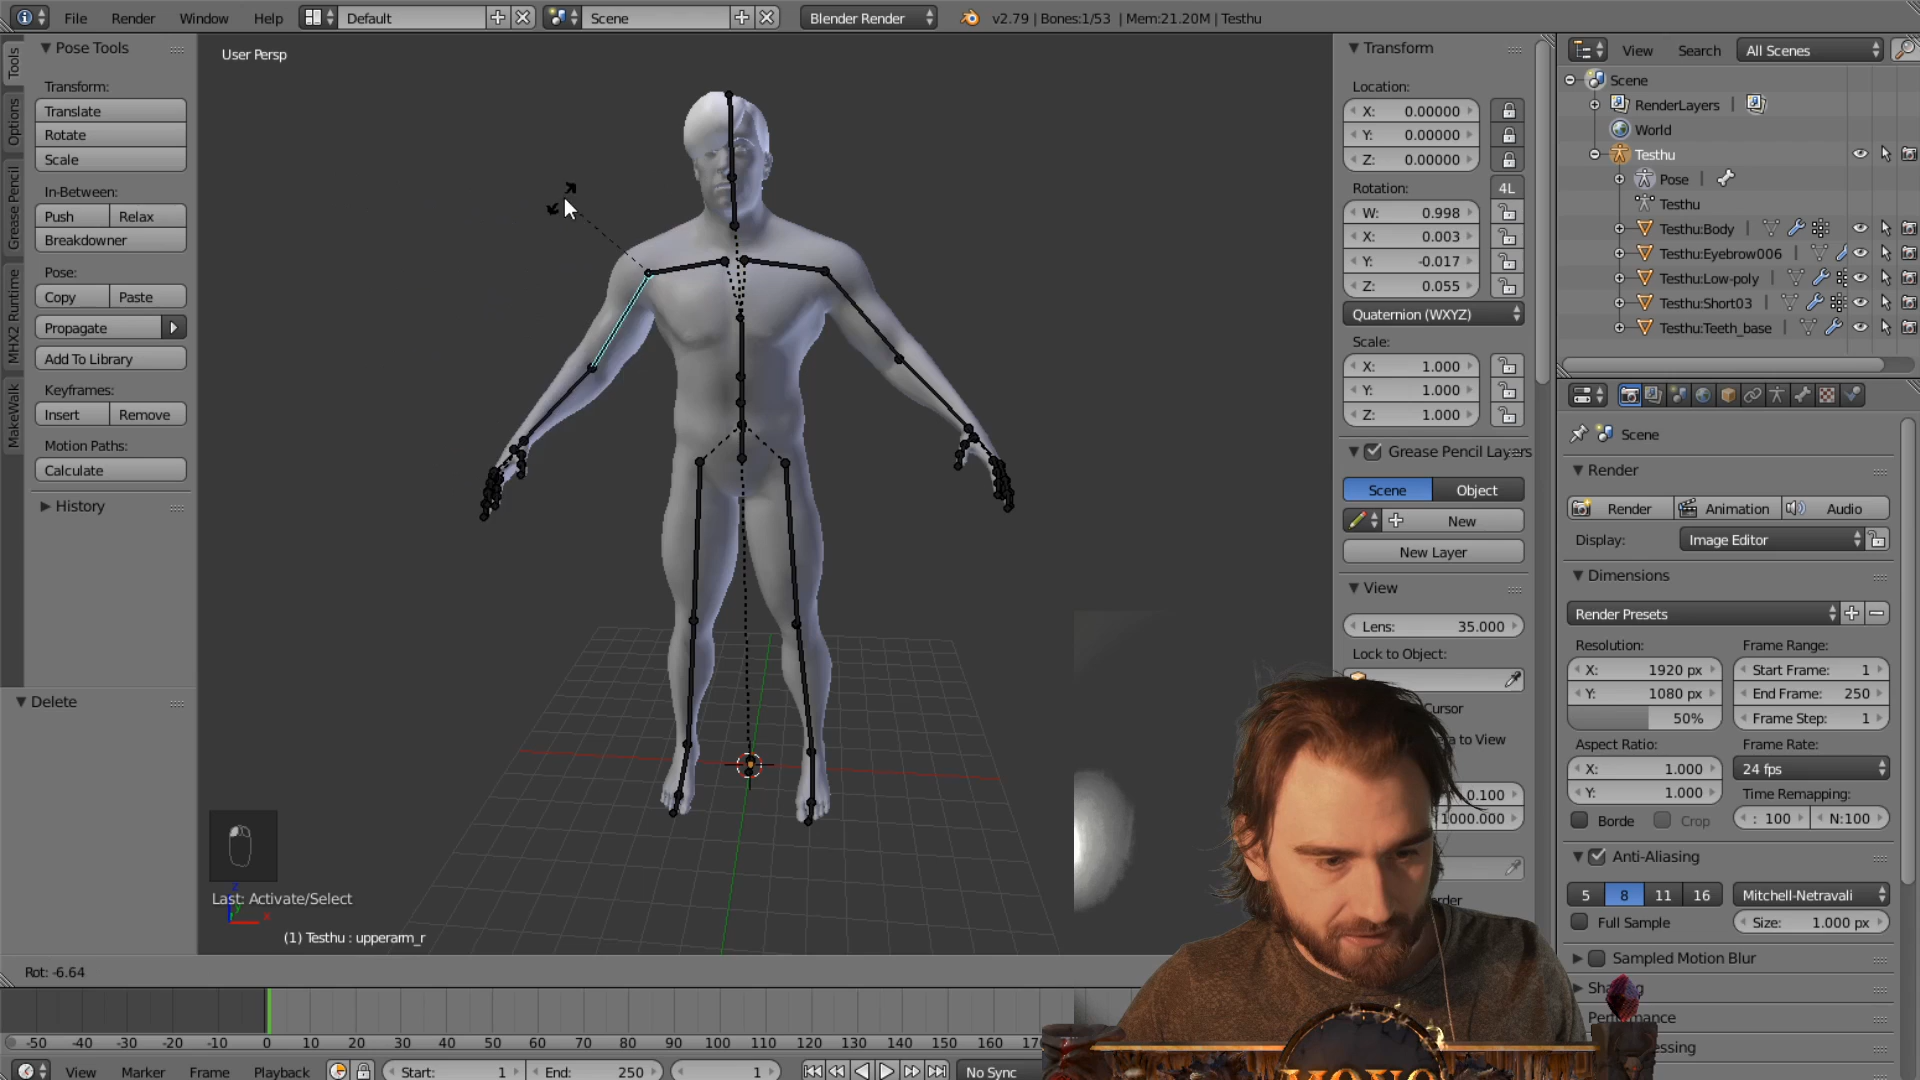 File Render Window Help Default Scene Blender Render v2.79 | Bones:1/53 | Mem:21.20M | Testhu
Tools
Options
Grease Pencil
MHX2 Runtime
MakeWalk
Pose Tools
Transform:
Translate
Rotate
Scale
In-Between:
Push Relax
Breakdowner
Pose:
Copy Paste
Propagate
Add To Library
Keyframes:
Insert Remove
Motion Paths:
Calculate
History
Delete
User Persp
Last: Activate/Select
(1) Testhu : upperarm_r
Rot: -6.64
Transform
Location:
X: 0.00000
Y: 0.00000
Z: 0.00000
Rotation: 4L
W: 0.998
X: 0.003
Y: -0.017
Z: 0.055
Quaternion (WXYZ)
Scale:
X: 1.000
Y: 1.000
Z: 1.000
Grease Pencil Layers
Scene Object
New
New Layer
View
Lens: 35.000
Lock to Object:
Cursor
a to View
0.100
1000.000
order
View Search All Scenes
Scene
RenderLayers |
World
Testhu
Pose |
Testhu
Testhu:Body
Testhu:Eyebrow006
Testhu:Low-poly
Testhu:Short03
Testhu:Teeth_base
Scene
Render
Render Animation Audio
Display: Image Editor
Dimensions
Render Presets
Resolution: Frame Range:
X: 1920 px Start Frame: 1
Y: 1080 px End Frame: 250
50% Frame Step: 1
Aspect Ratio: Frame Rate:
X: 1.000 24 fps
Y: 1.000 Time Remapping:
Borde Crop : 100 N:100
Anti-Aliasing
5 8 11 16 Mitchell-Netravali
Full Sample Size: 1.000 px
Sampled Motion Blur
-50 -40 -30 -20 -10 0 10 20 30 40 50 60 70 80 90 100 110 120 130 140 150 160
View Marker Frame Playback Start: 1 End: 250 1 No Sync